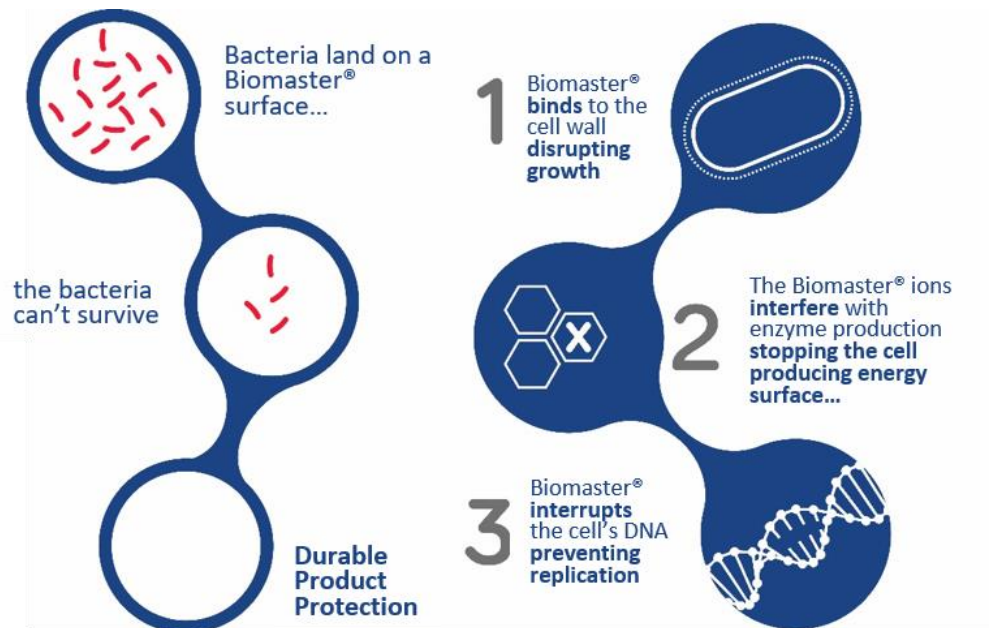 Bacteria land on a
Biomaster®
surface...
the bacteria
can't survive
Durable
Product
Protection
1
Biomaster®
binds to the
cell wall
disrupting
growth
2
The Biomaster® ions
interfere with
enzyme production
stopping the cell
producing energy
surface...
3
Biomaster®
interrupts
the cell's DNA
preventing
replication